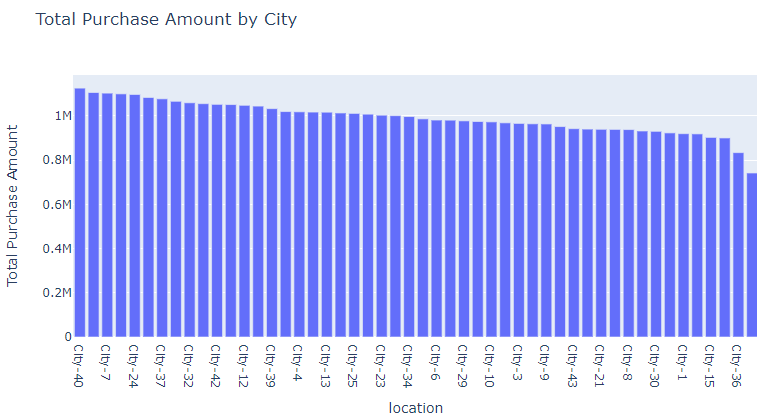 Total Purchase Amount by City
Total Purchase Amount
1M
0.8M
0.6M
0.4M
0.2M
0
City-40
City-7
City-24
City-37
City-32
City-42
City-12
City-39
City-4
City-13
City-25
City-23
City-34
City-6
City-29
City-10
City-3
City-9
City-43
City-21
City-8
City-30
City-1
City-15
City-36
location